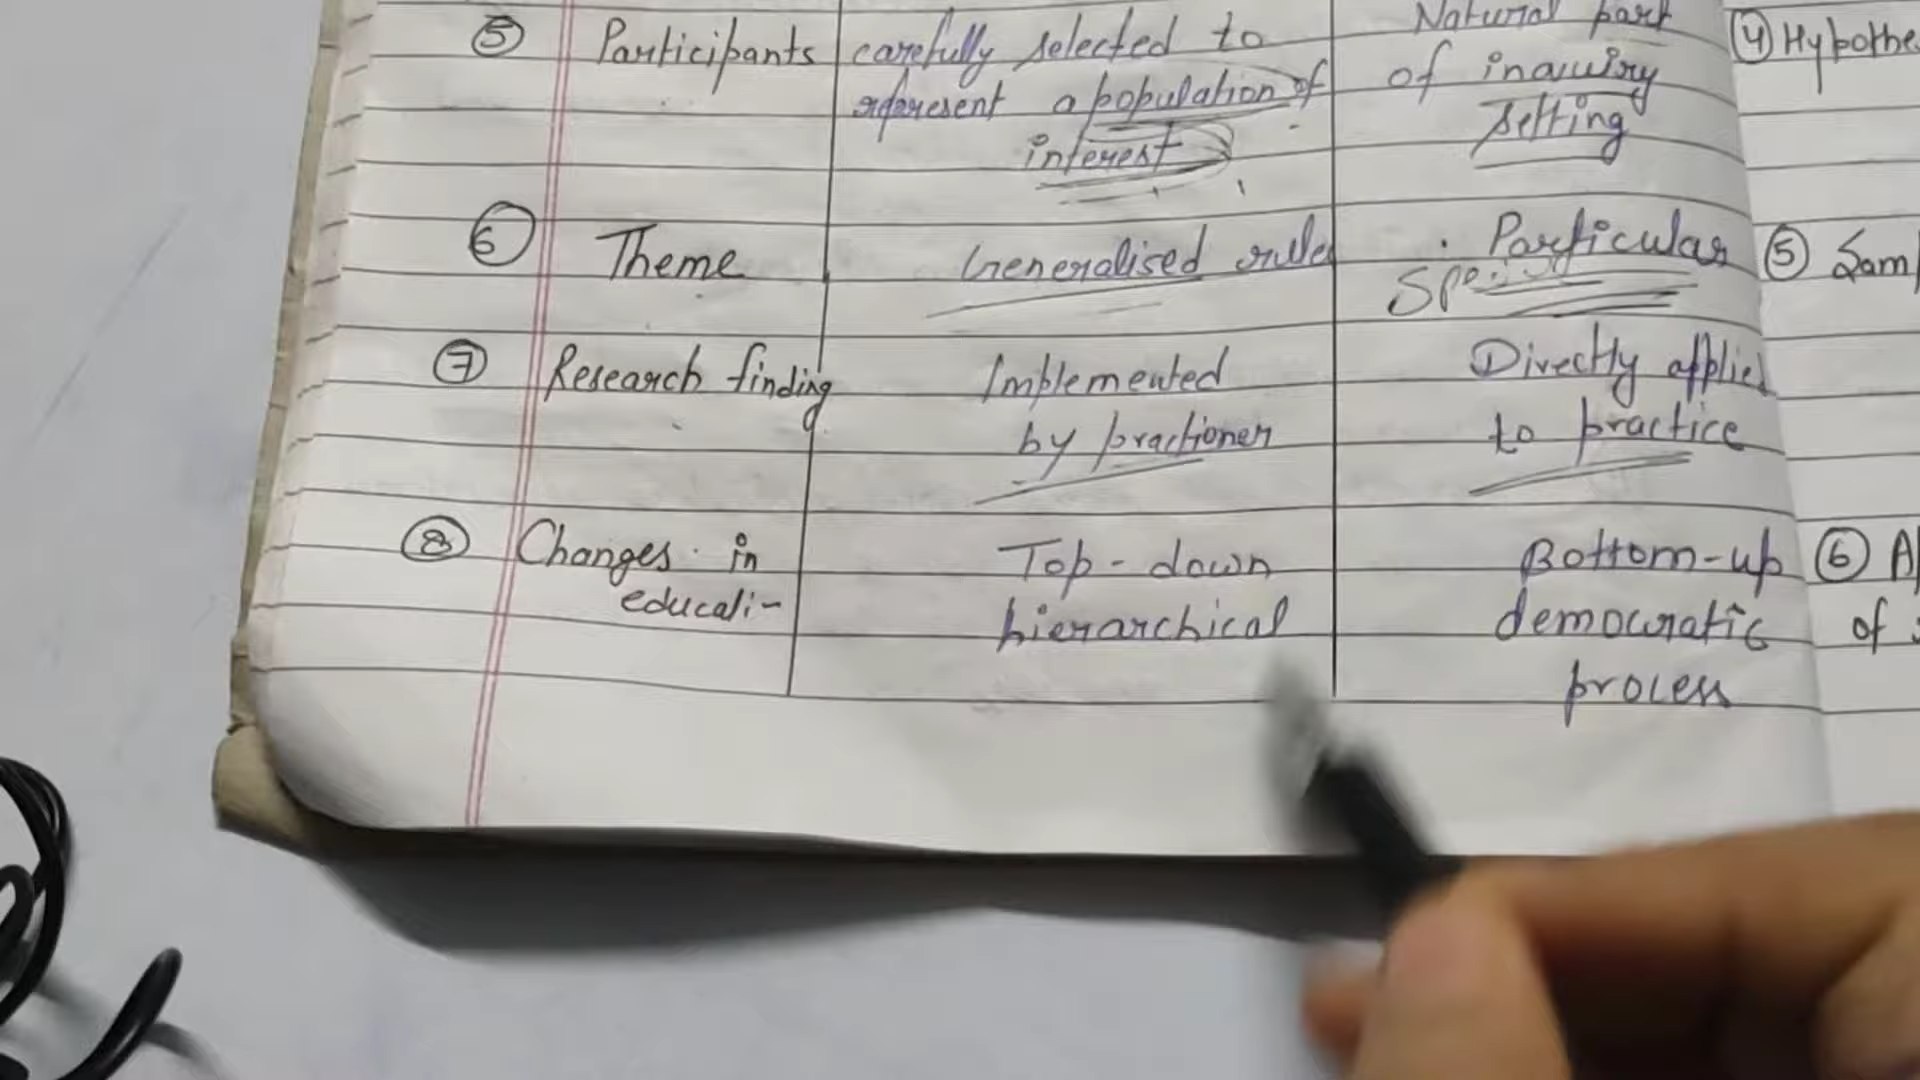 ⑤ Participants carefully selected to represent a population of interest Natural part of inquiry setting
⑥ Theme Generalised rules Particular
⑦ Research finding Implemented by practioner Directly applied to practice
⑧ Changes in educati- Top-down hierarchical Bottom-up democratic process
④ Hypothe
⑤ Sam
⑥ A
of